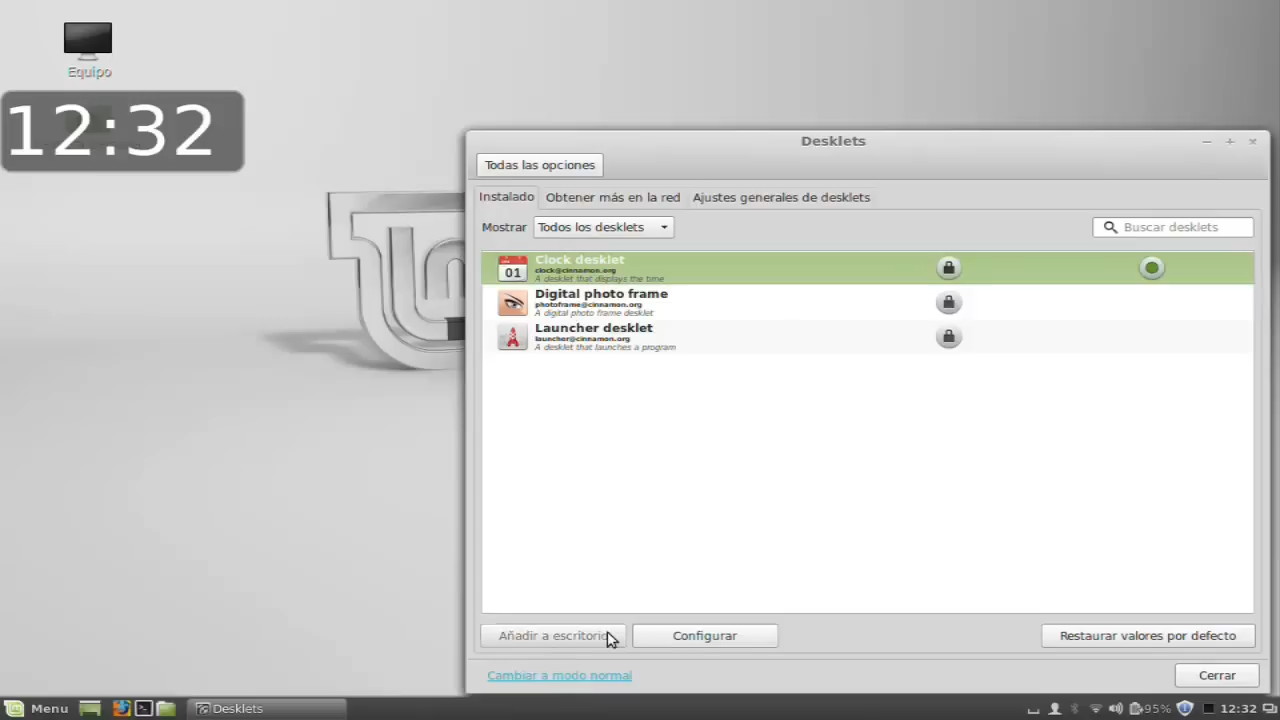 Equipo
12:32
Desklets
Todas las opciones
Instalado Obtener más en la red Ajustes generales de desklets
Mostrar Todos los desklets Buscar desklets
01
Clock desklet
clock@cinnamon.org
A desklet that displays the time
Digital photo frame
photoframe@cinnamon.org
A digital photo frame desklet
Launcher desklet
launcher@cinnamon.org
A desklet that launches a program
Añadir a escritorio Configurar Restaurar valores por defecto
Cambiar a modo normal Cerrar
Menu Desklets 95% 12:32